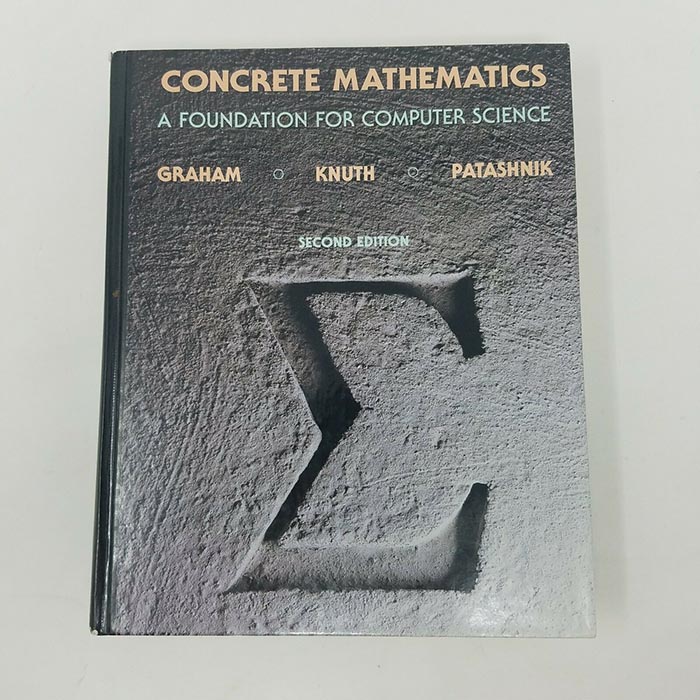 CONCRETE MATHEMATICS
A FOUNDATION FOR COMPUTER SCIENCE
GRAHAM ○ KNUTH ○ PATASHNIK
SECOND EDITION
Σ